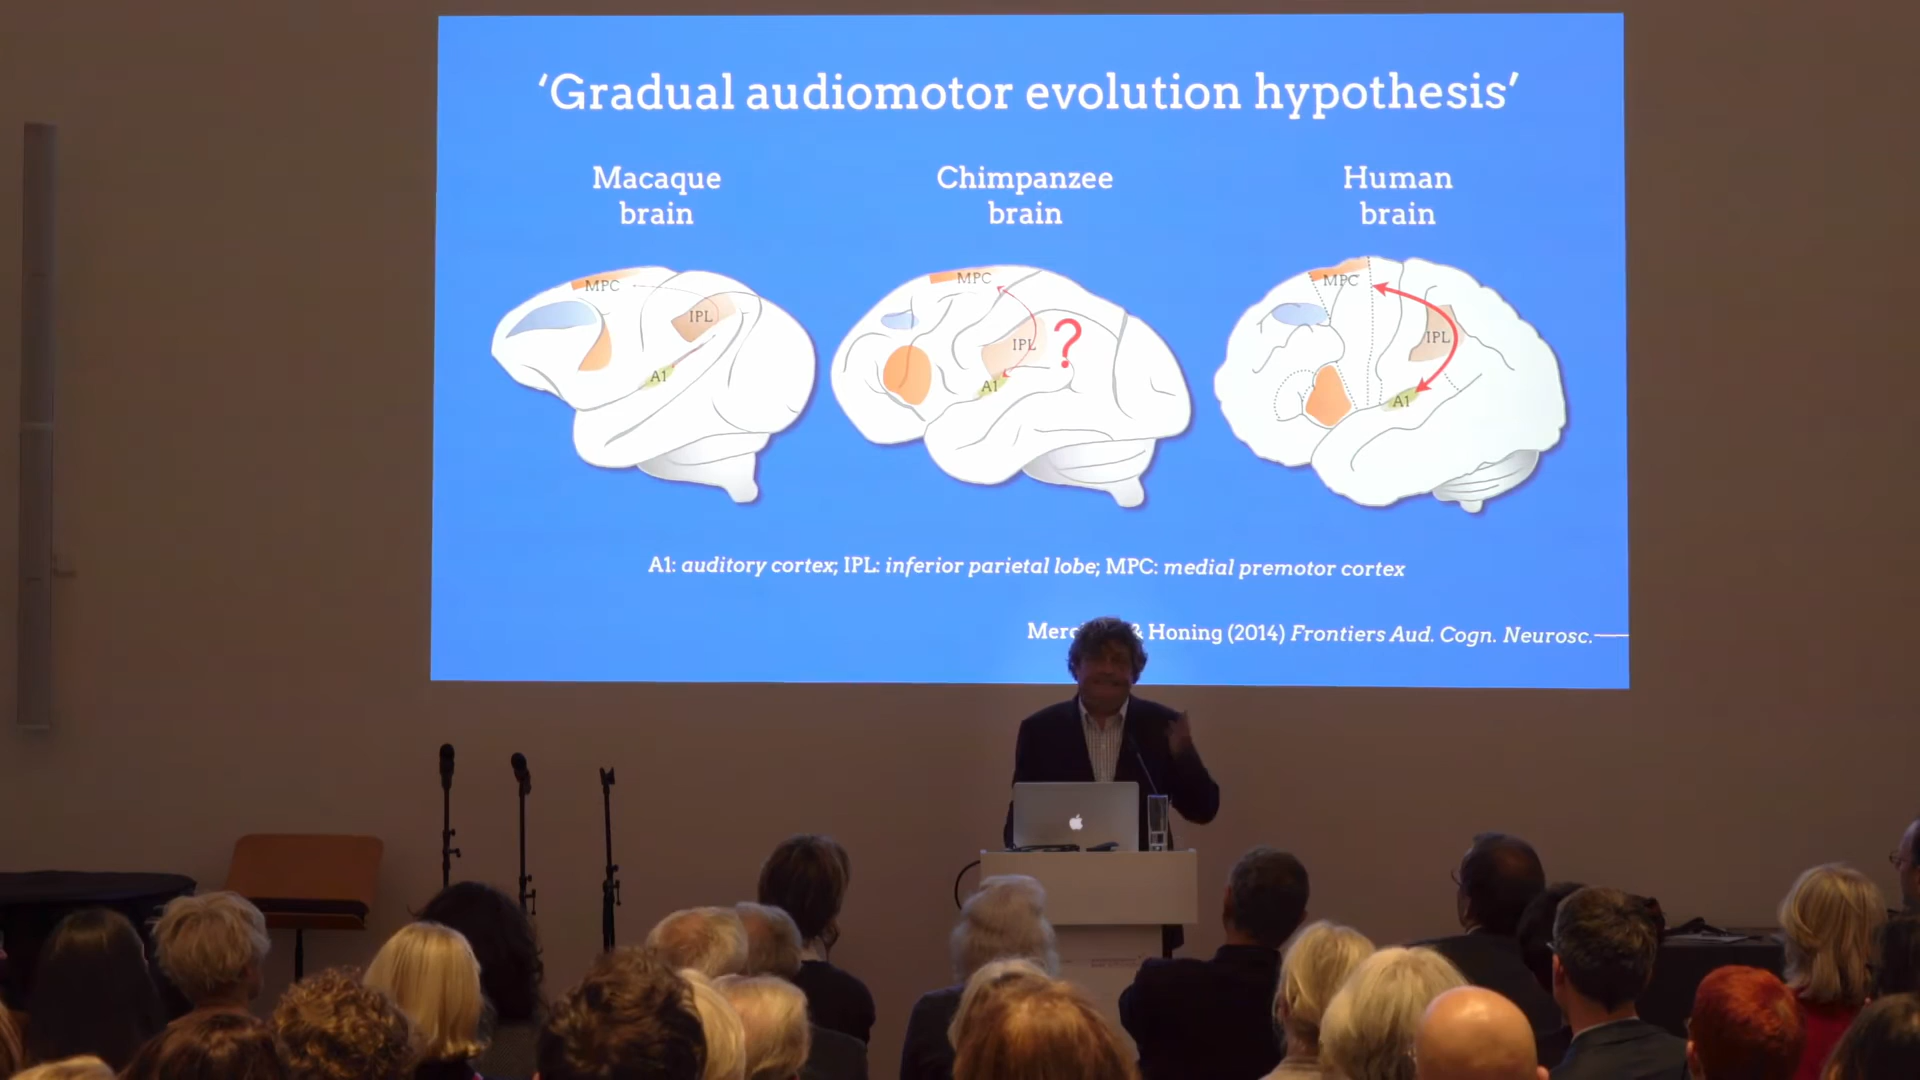 ‘Gradual audiomotor evolution hypothesis’
Macaque
brain
Chimpanzee
brain
Human
brain
MPC
IPL
A1
MPC
IPL
?
A1
MPC
IPL
A1
A1: auditory cortex; IPL: inferior parietal lobe; MPC: medial premotor cortex
& Honing (2014) Frontiers Aud. Cogn. Neurosc.